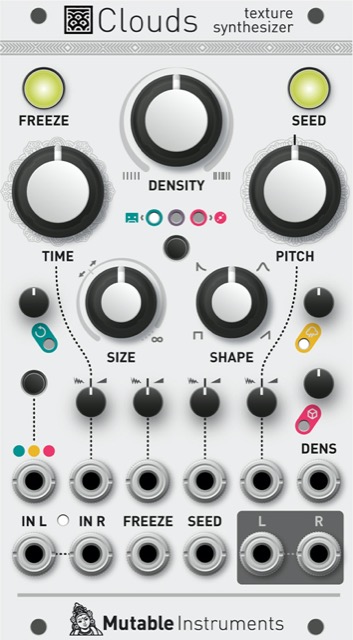 Clouds
texture
synthesizer
FREEZE
SEED
DENSITY
TIME
PITCH
SIZE
∞
SHAPE
DENS
IN L
IN R
FREEZE
SEED
L
R
Mutable Instruments